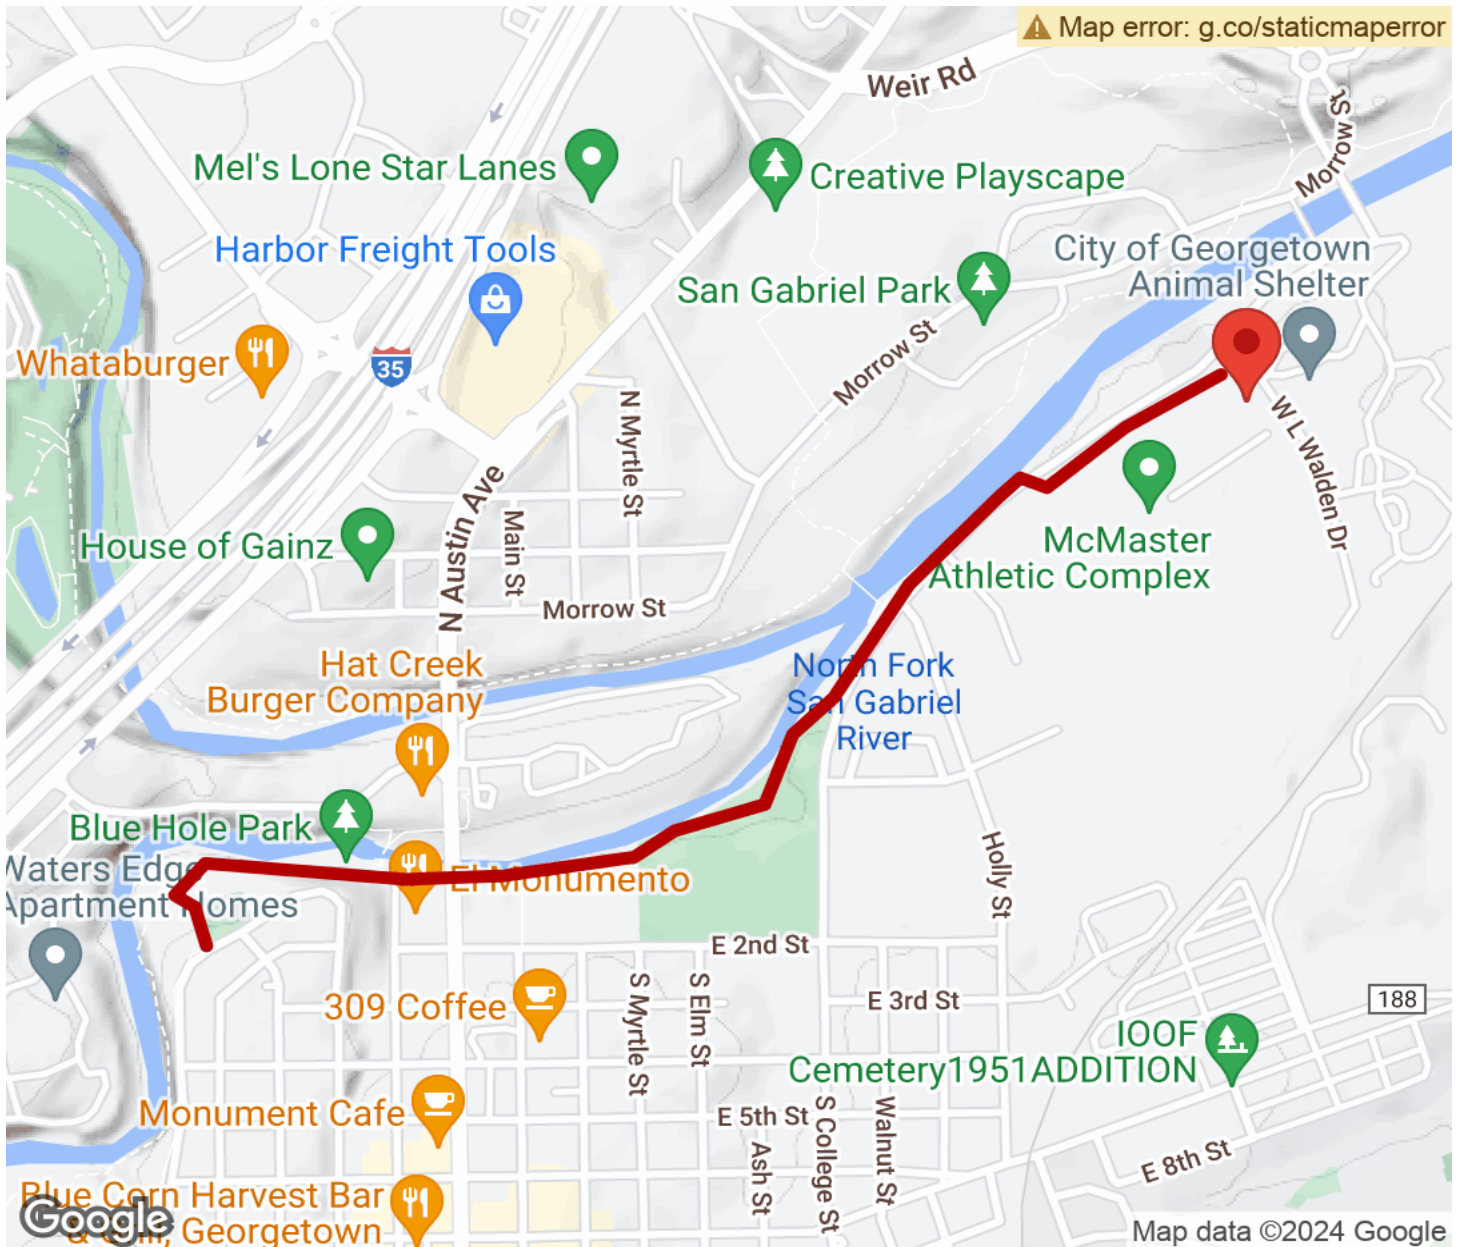 Map error: g.co/staticmaperror
Weir Rd
Morrow St
Mel's Lone Star Lanes
Creative Playscape
Harbor Freight Tools
City of Georgetown
Animal Shelter
San Gabriel Park
Whataburger
35
Morrow St
N Myrtle St
W L Walden Dr
N Austin Ave
Main St
House of Gainz
McMaster
Athletic Complex
Morrow St
Hat Creek
Burger Company
North Fork
San Gabriel
River
Blue Hole Park
Waters Edge
Apartment Homes
El Monumento
Holly St
E 2nd St
309 Coffee
S Myrtle St
S Elm St
E 3rd St
188
IOOF
Cemetery1951ADDITION
Monument Cafe
E 5th St
Ash St
S College St
Walnut St
E 8th St
Blue Corn Harvest Bar
& Grill, Georgetown
Google
Map data ©2024 Google